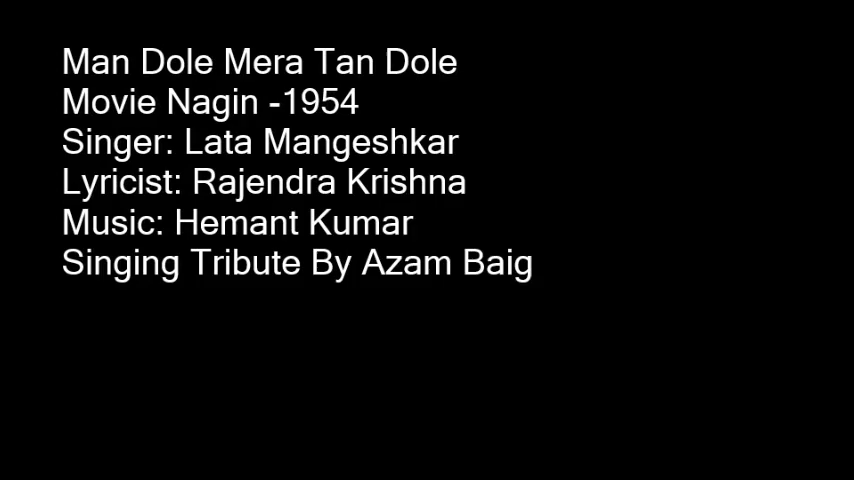 Man Dole Mera Tan Dole
Movie Nagin -1954
Singer: Lata Mangeshkar
Lyricist: Rajendra Krishna
Music: Hemant Kumar
Singing Tribute By Azam Baig